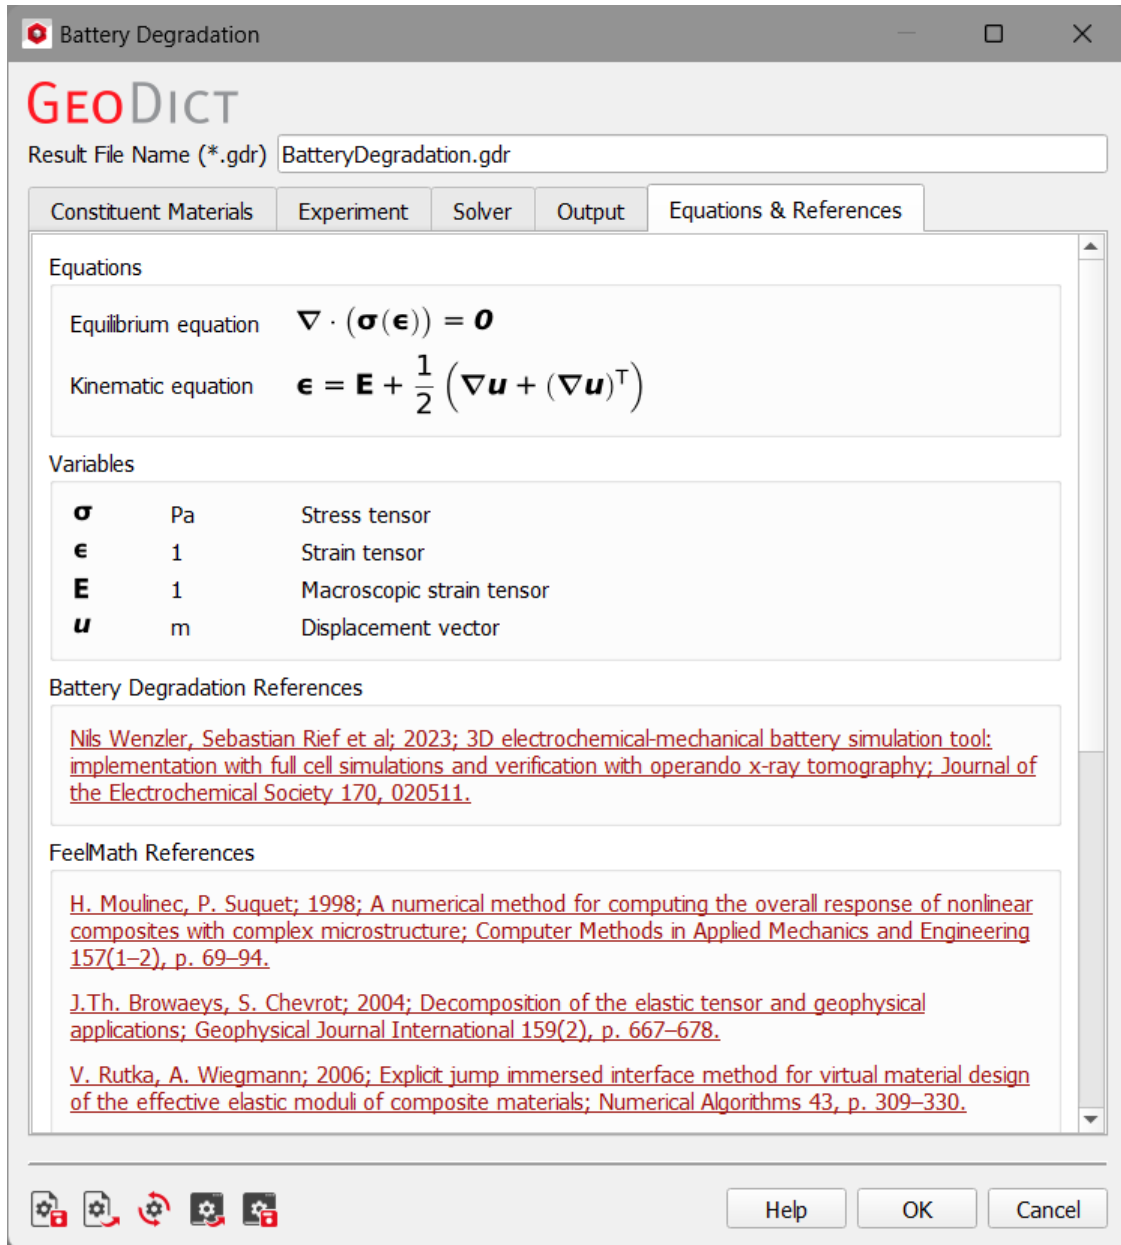 Battery Degradation
GEODICT
Result File Name (*.gdr) BatteryDegradation.gdr
Constituent Materials Experiment Solver Output Equations & References
Equations
Equilibrium equation ∇ · (σ(ϵ)) = 0
Kinematic equation ϵ = E + 1/2 (∇u + (∇u)ᵀ)
Variables
σ Pa Stress tensor
ϵ 1 Strain tensor
E 1 Macroscopic strain tensor
u m Displacement vector
Battery Degradation References
Nils Wenzler, Sebastian Rief et al; 2023; 3D electrochemical-mechanical battery simulation tool:
implementation with full cell simulations and verification with operando x-ray tomography; Journal of
the Electrochemical Society 170, 020511.
FeelMath References
H. Moulinec, P. Suquet; 1998; A numerical method for computing the overall response of nonlinear
composites with complex microstructure; Computer Methods in Applied Mechanics and Engineering
157(1–2), p. 69–94.
J.Th. Browaeys, S. Chevrot; 2004; Decomposition of the elastic tensor and geophysical
applications; Geophysical Journal International 159(2), p. 667–678.
V. Rutka, A. Wiegmann; 2006; Explicit jump immersed interface method for virtual material design
of the effective elastic moduli of composite materials; Numerical Algorithms 43, p. 309–330.
Help OK Cancel